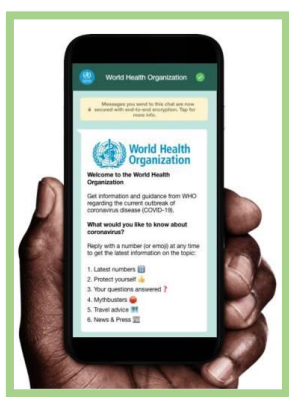 World Health Organization
Messages you send to this chat are now
secured with end-to-end encryption. Tap for
more info.
World Health
Organization
Welcome to the World Health
Organization
Get information and guidance from WHO
regarding the current outbreak of
coronavirus disease (COVID-19).
What would you like to know about
coronavirus?
Reply with a number (or emoji) at any time
to get the latest information on the topic:
1. Latest numbers 🔢
2. Protect yourself 👍
3. Your questions answered ❓
4. Mythbusters
5. Travel advice
6. News & Press 📰